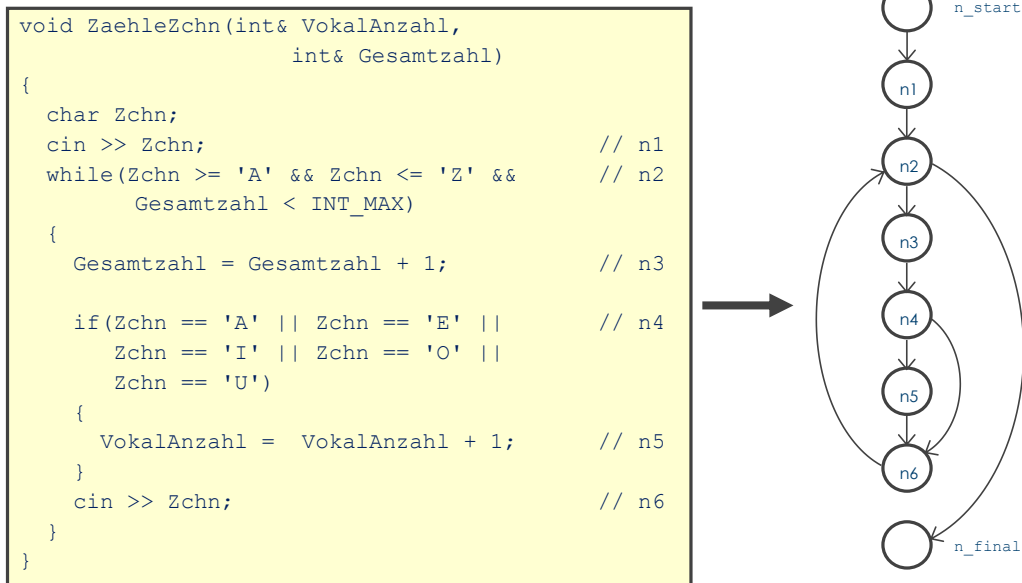 void ZaehleZchn(int& VokalAnzahl,
int& Gesamtzahl)
{
char Zchn;
cin >> Zchn; // n1
while(Zchn >= 'A' && Zchn <= 'Z' && // n2
Gesamtzahl < INT_MAX)
{
Gesamtzahl = Gesamtzahl + 1; // n3
if(Zchn == 'A' || Zchn == 'E' || // n4
Zchn == 'I' || Zchn == 'O' ||
Zchn == 'U')
{
VokalAnzahl = VokalAnzahl + 1; // n5
}
cin >> Zchn; // n6
}
}
n_start
n1
n2
n3
n4
n5
n6
n_final